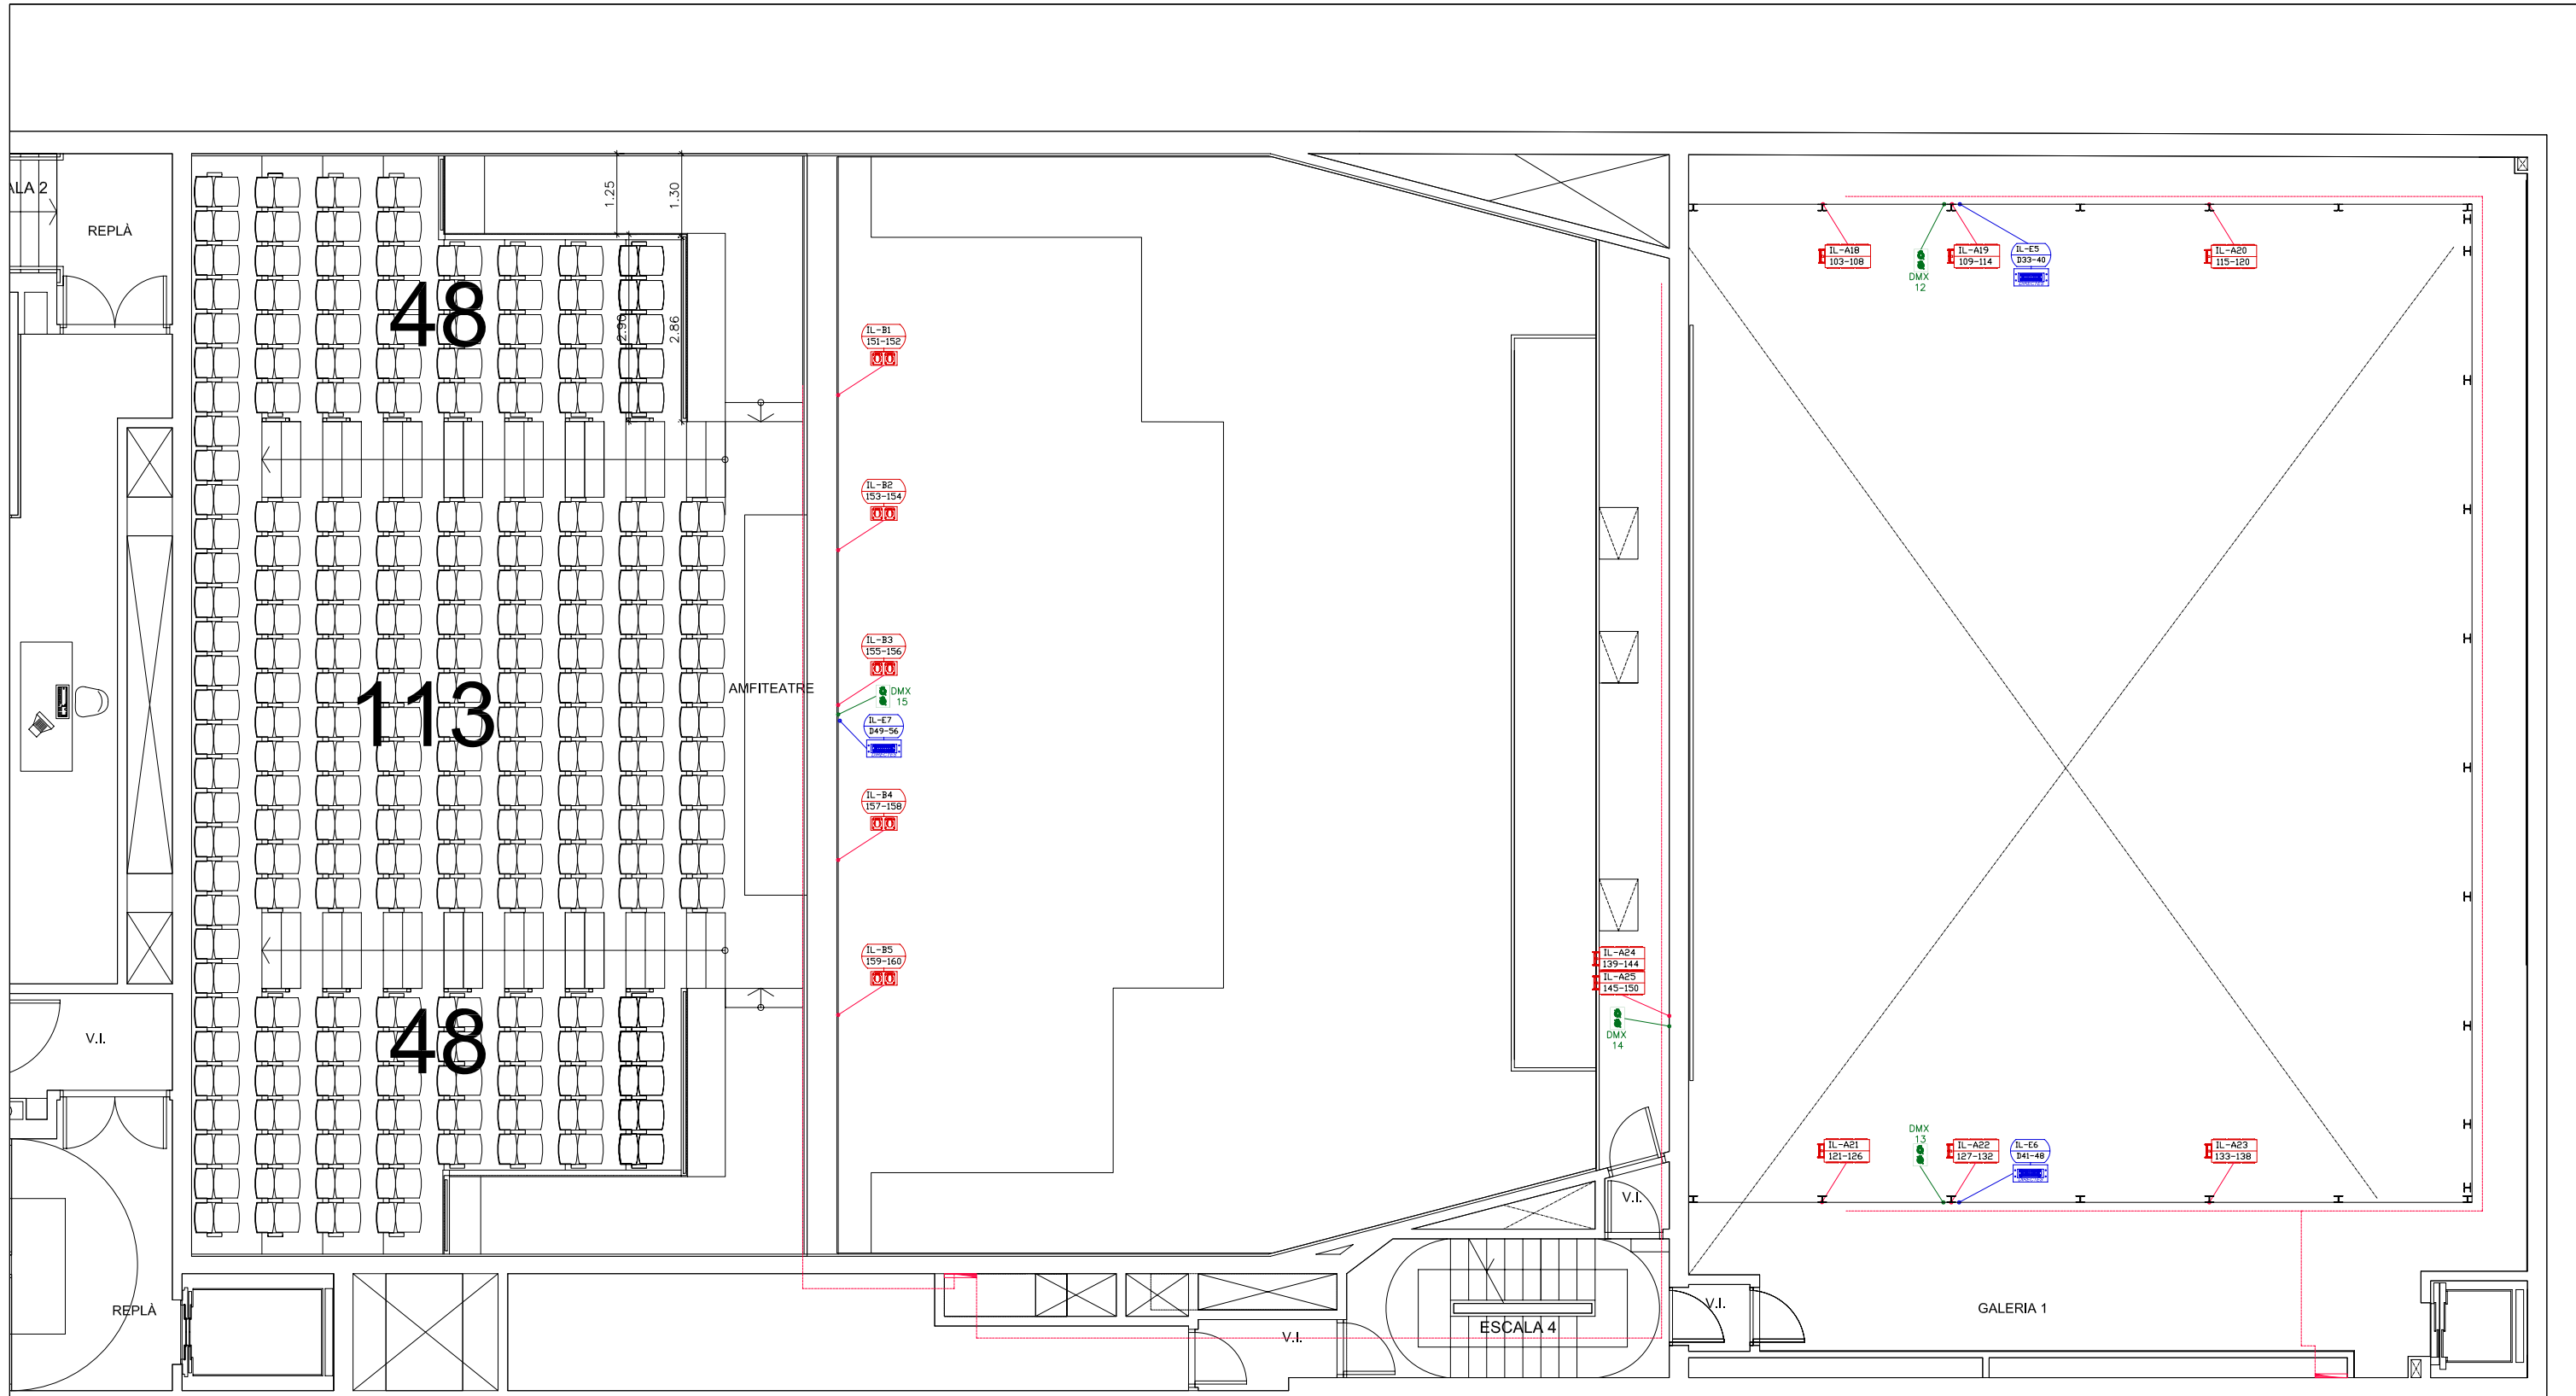 ALA 2
REPLÀ
1.25
1.30
48
2.90
2.86
IL-B1
151-152
IL-B2
153-154
IL-B3
155-156
DMX
15
IL-E7
D49-56
AMFITEATRE
113
IL-B4
157-158
IL-B5
159-160
48
V.I.
REPLÀ
IL-A18
103-108
DMX
12
IL-A19
109-114
IL-E5
D33-40
IL-A20
115-120
IL-A24
139-144
IL-A25
145-150
DMX
14
IL-A21
121-126
DMX
13
IL-A22
127-132
IL-E6
D41-48
IL-A23
133-138
V.I.
V.I.
ESCALA 4
V.I.
GALERIA 1